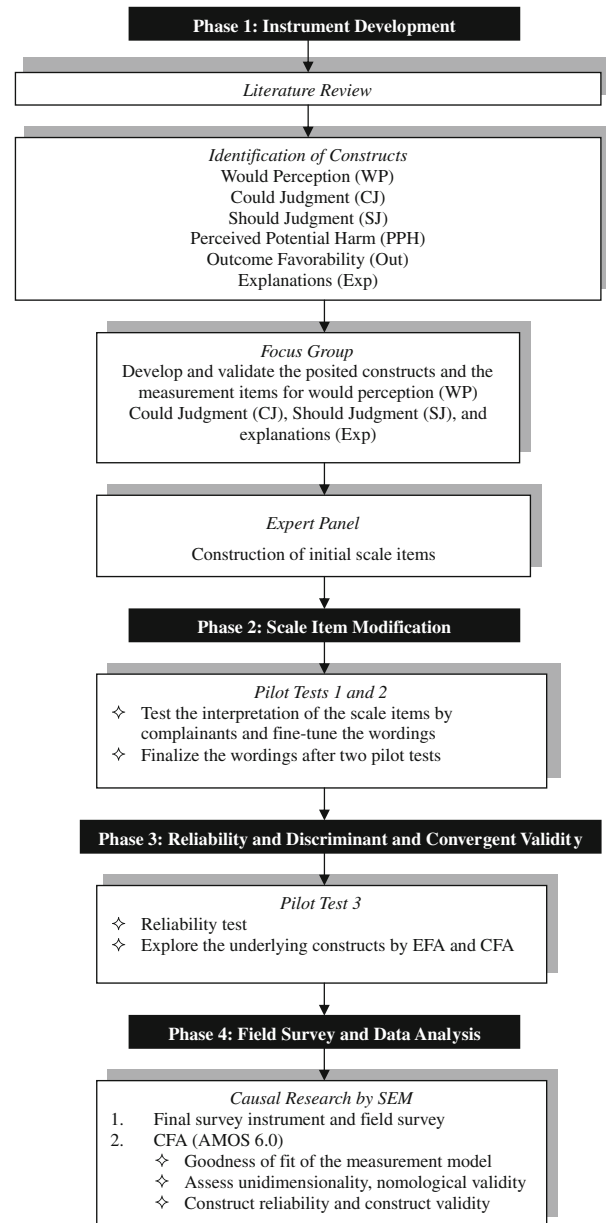 Phase 1: Instrument Development
Literature Review
Identification of Constructs
Would Perception (WP)
Could Judgment (CJ)
Should Judgment (SJ)
Perceived Potential Harm (PPH)
Outcome Favorability (Out)
Explanations (Exp)
Focus Group
Develop and validate the posited constructs and the
measurement items for would perception (WP)
Could Judgment (CJ), Should Judgment (SJ), and
explanations (Exp)
Expert Panel
Construction of initial scale items
Phase 2: Scale Item Modification
Pilot Tests 1 and 2
✧ Test the interpretation of the scale items by
complainants and fine-tune the wordings
✧ Finalize the wordings after two pilot tests
Phase 3: Reliability and Discriminant and Convergent Validity
Pilot Test 3
✧ Reliability test
✧ Explore the underlying constructs by EFA and CFA
Phase 4: Field Survey and Data Analysis
Causal Research by SEM
1. Final survey instrument and field survey
2. CFA (AMOS 6.0)
✧ Goodness of fit of the measurement model
✧ Assess unidimensionality, nomological validity
✧ Construct reliability and construct validity